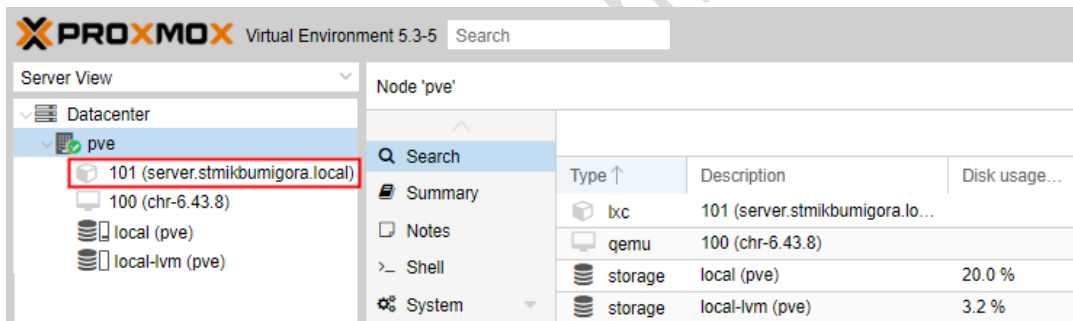 PROXMOX Virtual Environment 5.3-5 Search
Server View
Node 'pve'
Datacenter
pve
101 (server.stmikbumigora.local)
100 (chr-6.43.8)
local (pve)
local-lvm (pve)
Search
Summary
Notes
>_ Shell
System
Type↑ Description Disk usage...
lxc 101 (server.stmikbumigora.lo...
qemu 100 (chr-6.43.8)
storage local (pve) 20.0 %
storage local-lvm (pve) 3.2 %